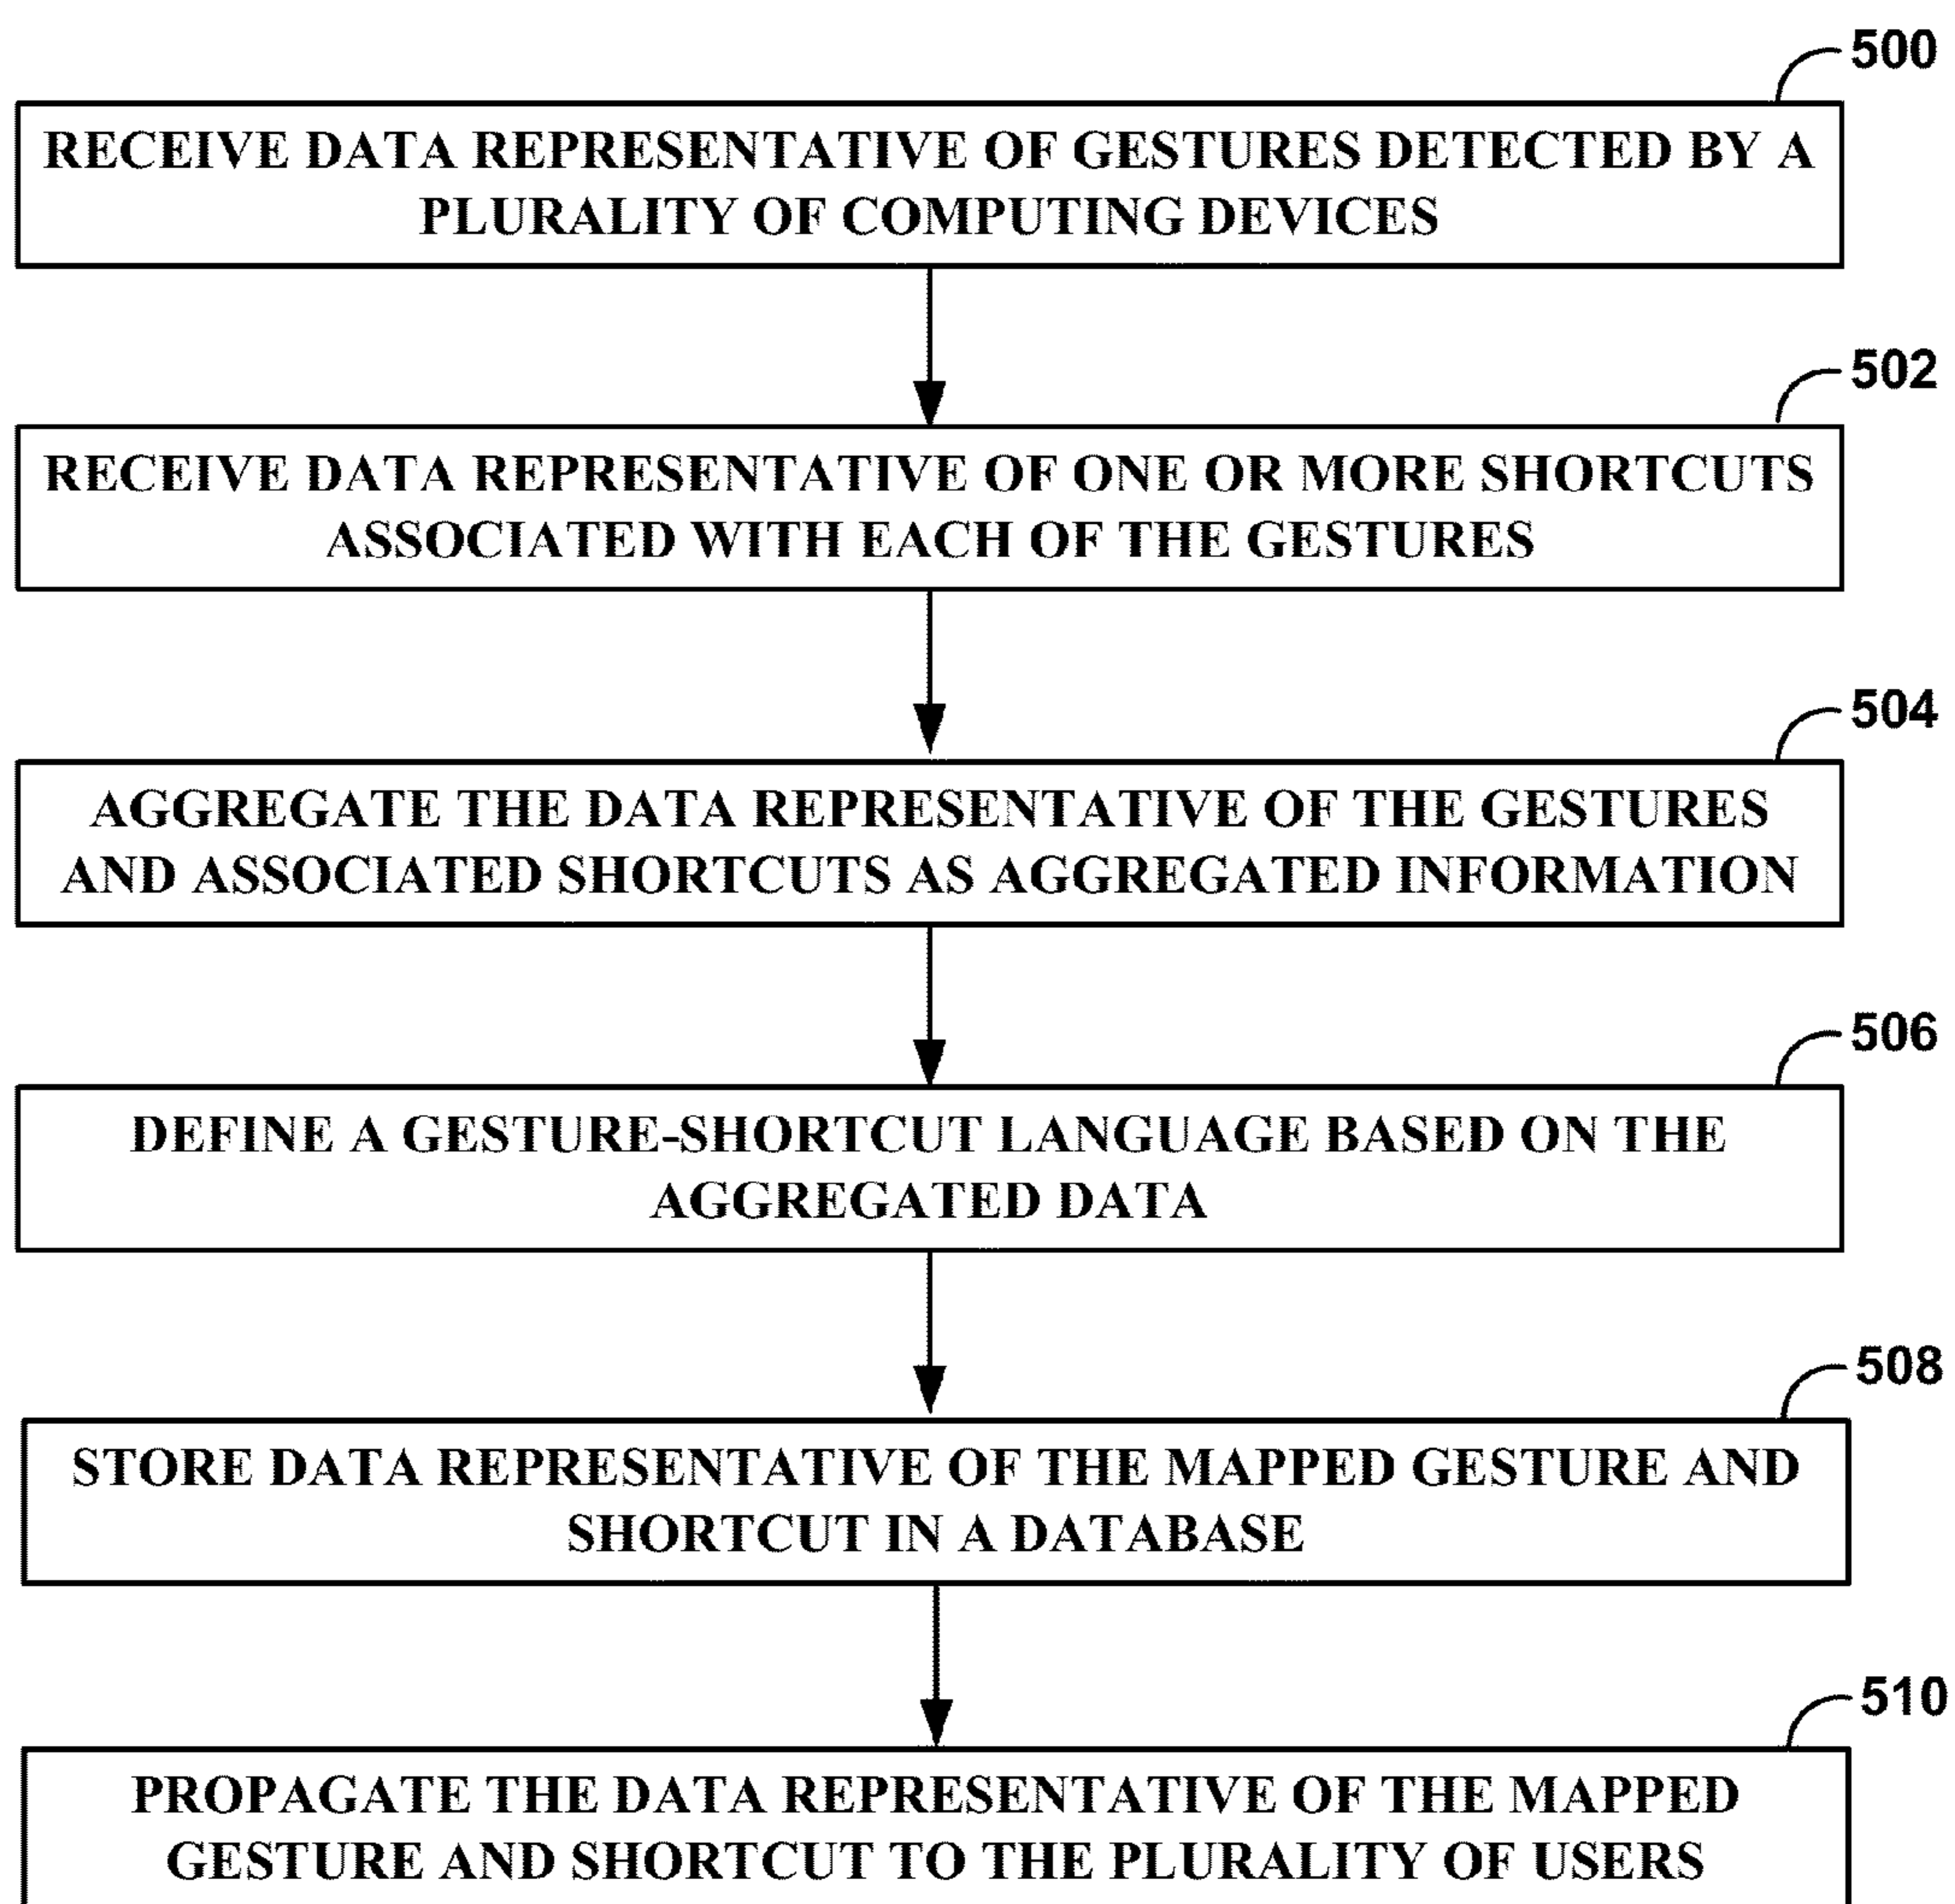 500
RECEIVE DATA REPRESENTATIVE OF GESTURES DETECTED BY A
PLURALITY OF COMPUTING DEVICES
502
RECEIVE DATA REPRESENTATIVE OF ONE OR MORE SHORTCUTS
ASSOCIATED WITH EACH OF THE GESTURES
504
AGGREGATE THE DATA REPRESENTATIVE OF THE GESTURES
AND ASSOCIATED SHORTCUTS AS AGGREGATED INFORMATION
506
DEFINE A GESTURE-SHORTCUT LANGUAGE BASED ON THE
AGGREGATED DATA
508
STORE DATA REPRESENTATIVE OF THE MAPPED GESTURE AND
SHORTCUT IN A DATABASE
510
PROPAGATE THE DATA REPRESENTATIVE OF THE MAPPED
GESTURE AND SHORTCUT TO THE PLURALITY OF USERS